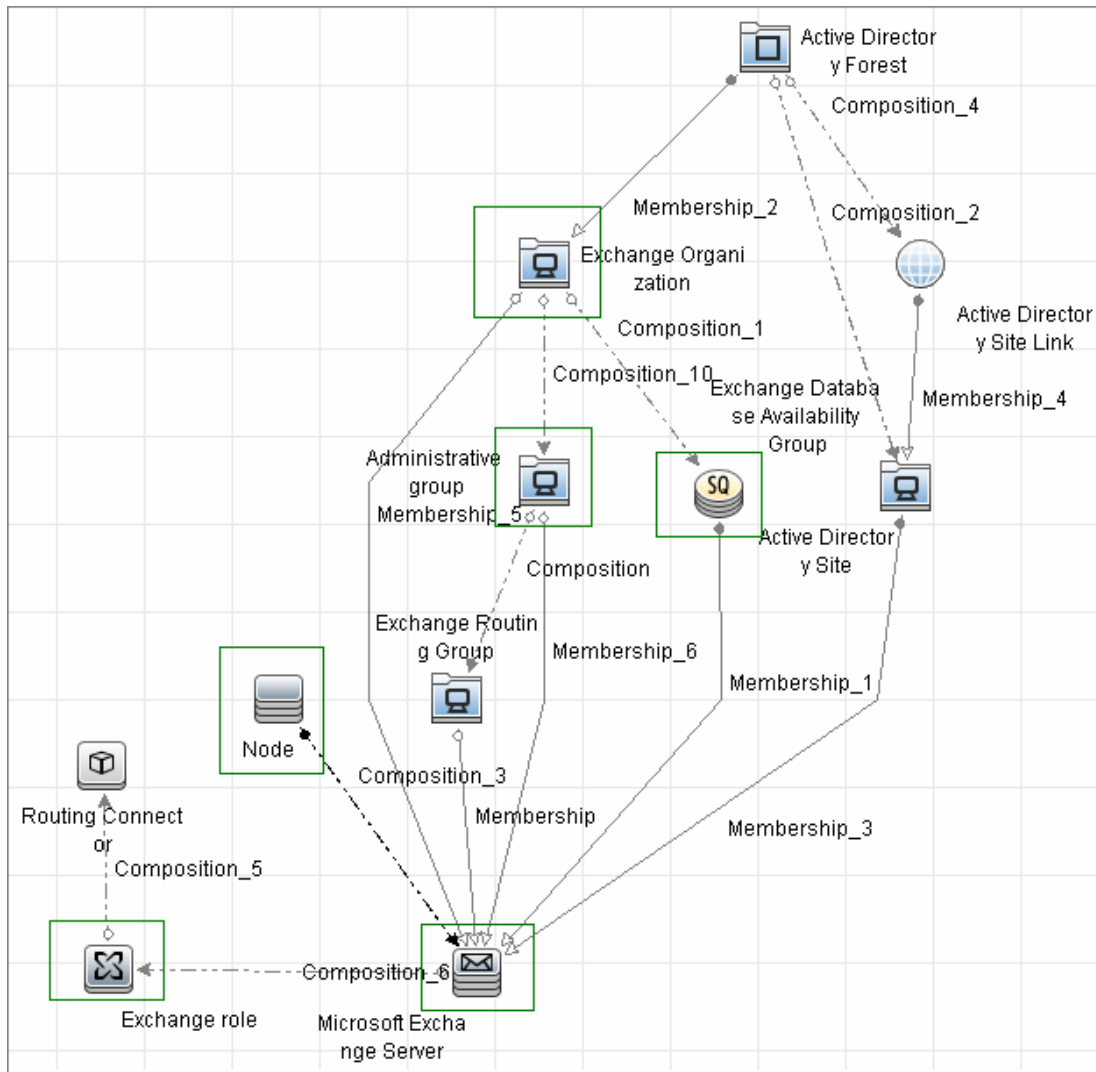 Active Director
y Forest
Composition_4
Membership_2
Composition_2
Exchange Organi
zation
Active Director
y Site Link
Composition_1
Composition_10
Exchange Databa
se Availability
Group
Membership_4
Administrative
group
Membership_5
SQ
Active Director
y Site
Composition
Exchange Routin
g Group
Membership_6
Membership_1
Node
Composition_3
Routing Connect
or
Membership
Membership_3
Composition_5
Composition_6
Exchange role
Microsoft Excha
nge Server